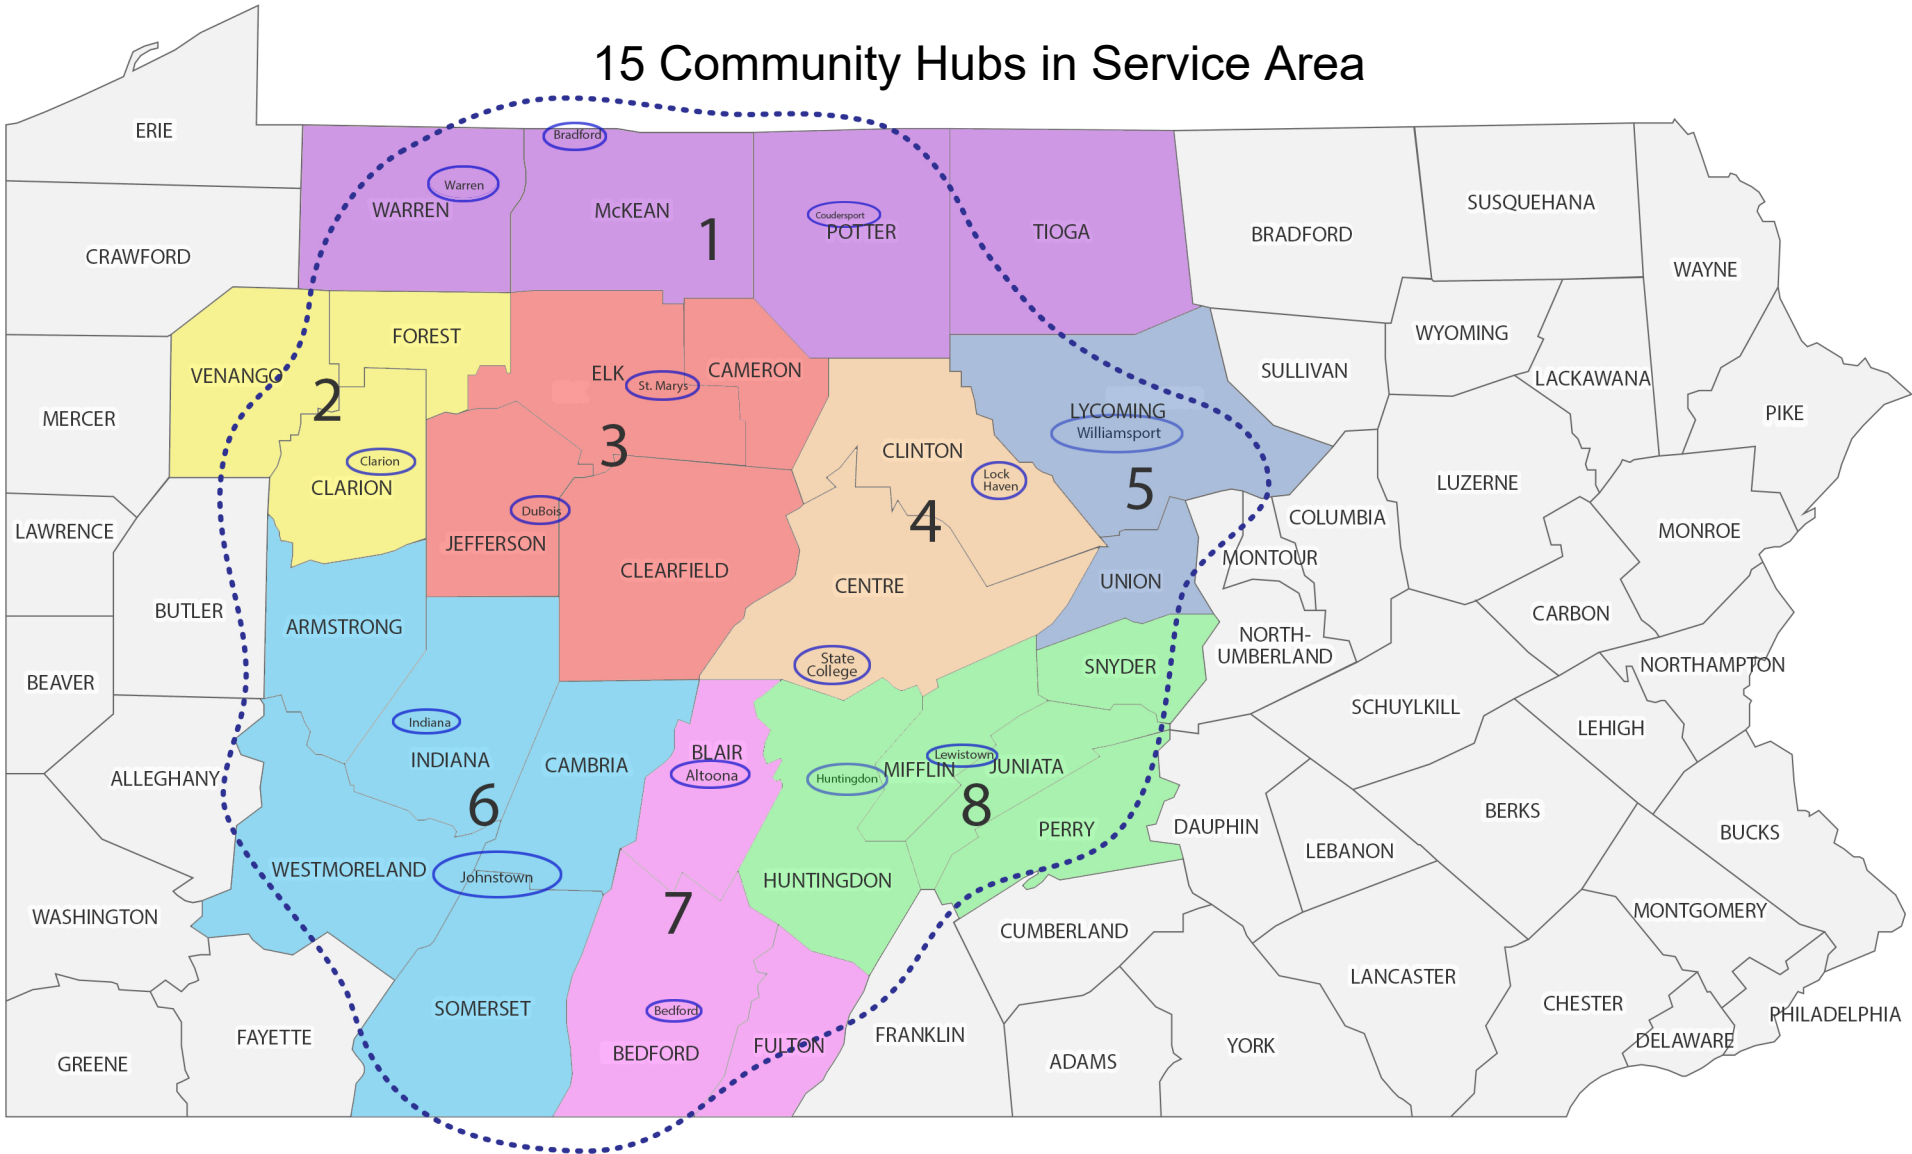 15 Community Hubs in Service Area
ERIE
Bradford
Warren
WARREN
McKEAN
1
Coudersport
POTTER
TIOGA
BRADFORD
SUSQUEHANA
WAYNE
CRAWFORD
VENANGO
FOREST
2
ELK
St. Marys
CAMERON
3
WYOMING
SULLIVAN
LACKAWANA
PIKE
MERCER
Clarion
CLARION
DuBois
JEFFERSON
CLEARFIELD
CLINTON
Lock
Haven
4
CENTRE
State
College
LYCOMING
Williamsport
5
UNION
MONTOUR
COLUMBIA
LUZERNE
MONROE
CARBON
LAWRENCE
BUTLER
ARMSTRONG
BEAVER
Indiana
INDIANA
CAMBRIA
6
BLAIR
Altoona
Huntingdon
MIFFLIN
Lewistown
JUNIATA
8
SNYDER
NORTH-
UMBERLAND
SCHUYLKILL
NORTHAMPTON
LEHIGH
ALLEGHANY
WESTMORELAND
Johnstown
7
HUNTINGDON
PERRY
DAUPHIN
LEBANON
BERKS
BUCKS
WASHINGTON
SOMERSET
Bedford
BEDFORD
FULTON
FRANKLIN
CUMBERLAND
ADAMS
YORK
LANCASTER
CHESTER
MONTGOMERY
DELAWARE
PHILADELPHIA
GREENE
FAYETTE